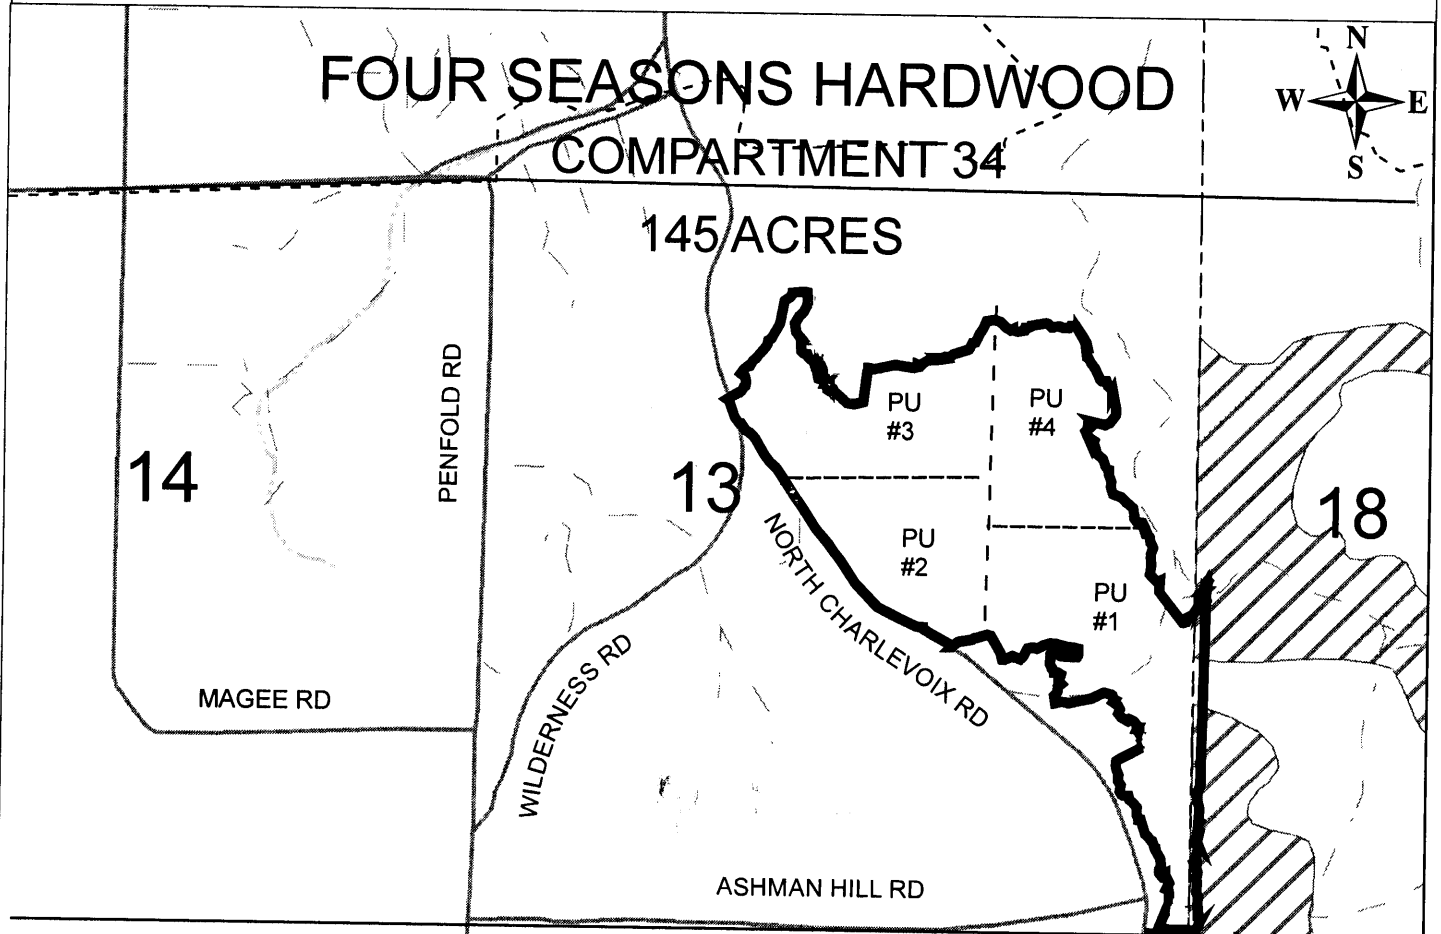 FOUR SEASONS HARDWOOD
COMPARTMENT 34
145 ACRES
N
W
E
S
PENFOLD RD
14
13
18
PU
#3
PU
#4
PU
#2
PU
#1
NORTH CHARLEVOIX RD
WILDERNESS RD
MAGEE RD
ASHMAN HILL RD